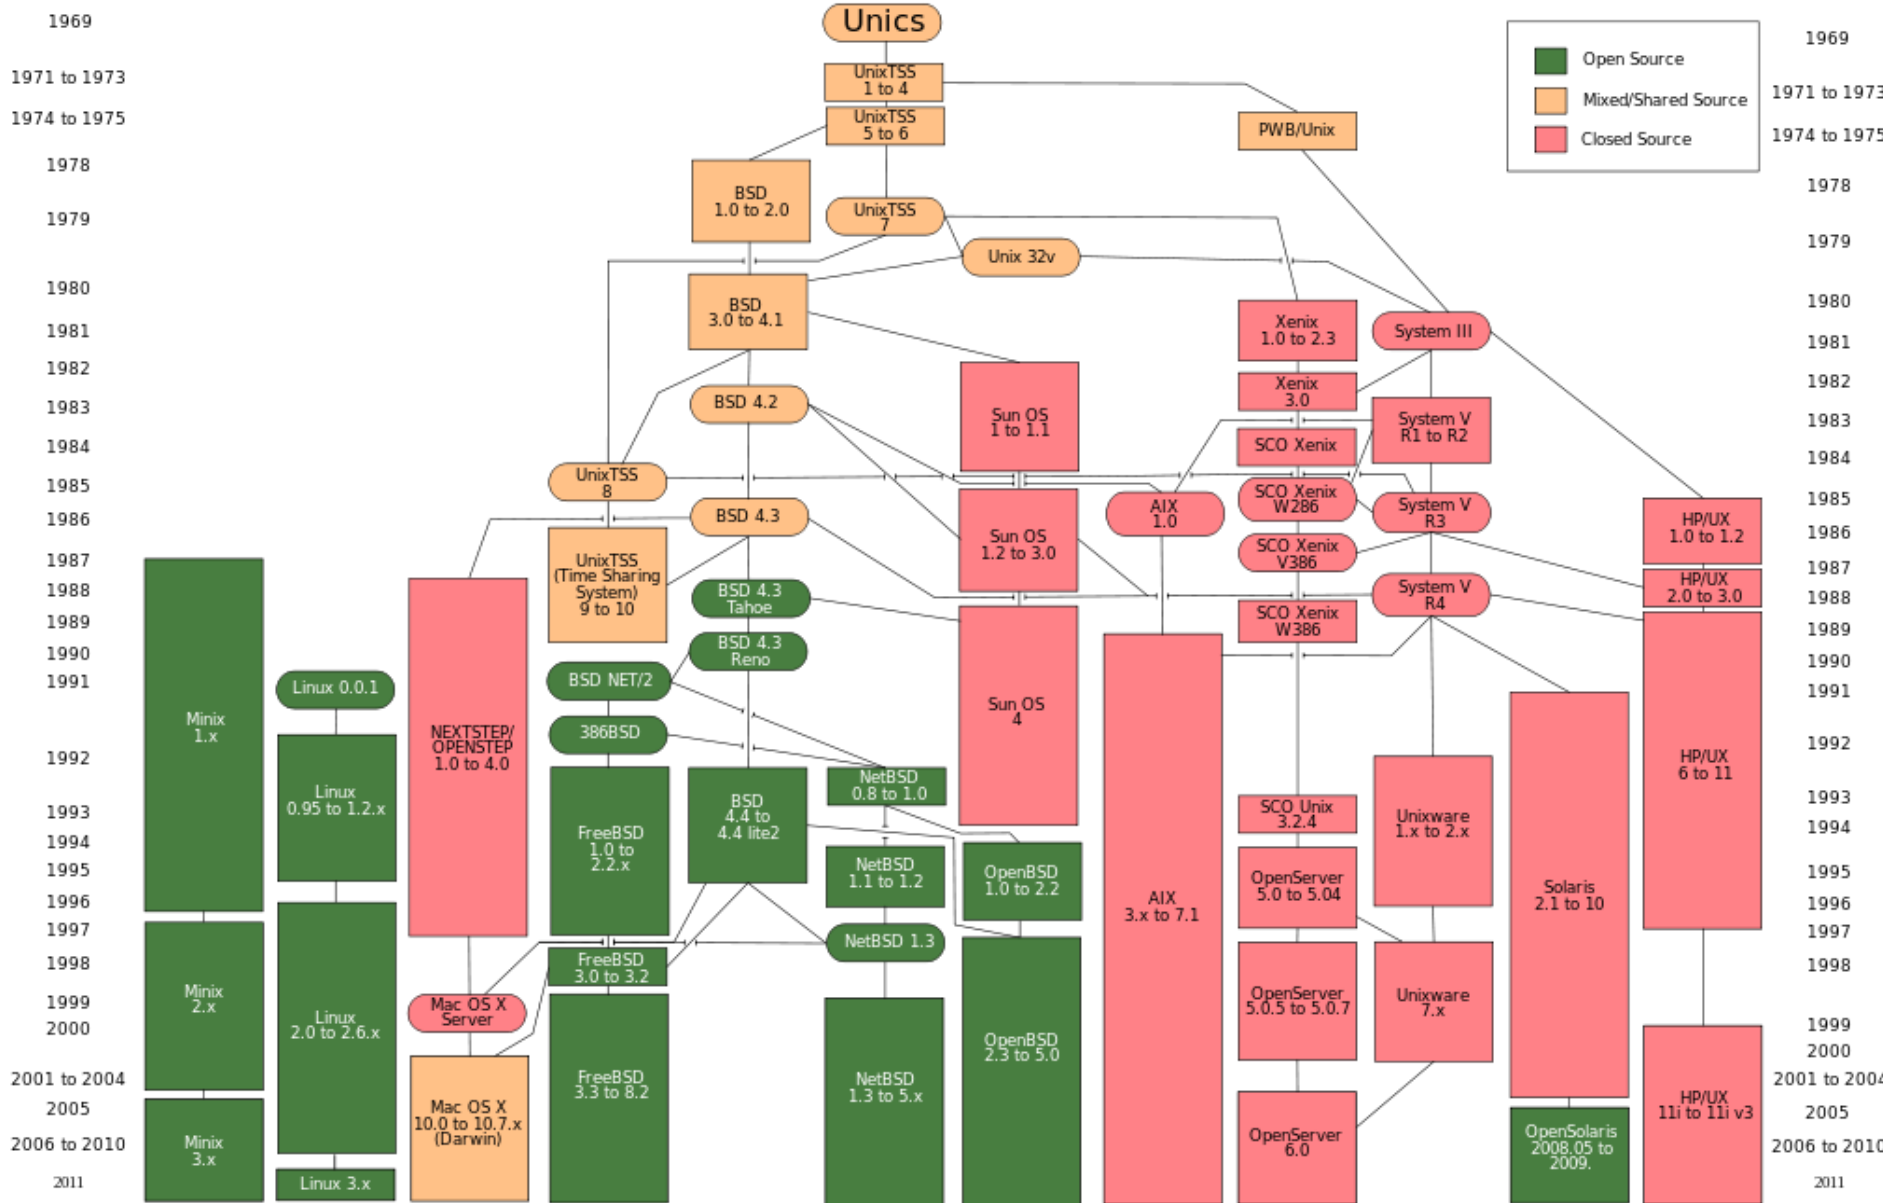 Unics
1969
1969
Open Source
Mixed/Shared Source
Closed Source
1971 to 1973
UnixTSS
1 to 4
1971 to 1973
1974 to 1975
UnixTSS
5 to 6
PWB/Unix
1974 to 1975
1978
1978
BSD
1.0 to 2.0
UnixTSS
7
1979
1979
Unix 32v
1980
1980
BSD
3.0 to 4.1
Xenix
1.0 to 2.3
System III
1981
1981
1982
1982
Xenix
3.0
BSD 4.2
Sun OS
1 to 1.1
System V
R1 to R2
1983
1983
SCO Xenix
1984
1984
UnixTSS
8
SCO Xenix
W286
1985
1985
AIX
1.0
System V
R3
BSD 4.3
1986
1986
HP/UX
1.0 to 1.2
Sun OS
1.2 to 3.0
SCO Xenix
V386
UnixTSS
(Time Sharing
System)
9 to 10
1987
1987
HP/UX
2.0 to 3.0
BSD 4.3
Tahoe
System V
R4
1988
1988
SCO Xenix
W386
1989
1989
BSD 4.3
Reno
1990
1990
BSD NET/2
1991
1991
Linux 0.0.1
Minix
1.x
NEXTSTEP/
OPENSTEP
1.0 to 4.0
386BSD
Sun OS
4
1992
1992
HP/UX
6 to 11
Linux
0.95 to 1.2.x
NetBSD
0.8 to 1.0
BSD
4.4 to
4.4 lite2
1993
1993
SCO Unix
3.2.4
Unixware
1.x to 2.x
FreeBSD
1.0 to
2.2.x
1994
1994
NetBSD
1.1 to 1.2
OpenBSD
1.0 to 2.2
OpenServer
5.0 to 5.04
1995
1995
AIX
3.x to 7.1
Solaris
2.1 to 10
1996
1996
1997
1997
NetBSD 1.3
FreeBSD
3.0 to 3.2
1998
1998
Minix
2.x
OpenServer
5.0.5 to 5.0.7
Unixware
7.x
1999
1999
Mac OS X
Server
Linux
2.0 to 2.6.x
2000
2000
OpenBSD
2.3 to 5.0
FreeBSD
3.3 to 8.2
NetBSD
1.3 to 5.x
2001 to 2004
2001 to 2004
Mac OS X
10.0 to 10.7.x
(Darwin)
HP/UX
11i to 11i v3
2005
2005
Minix
3.x
OpenServer
6.0
OpenSolaris
2008.05 to
2009.
2006 to 2010
2006 to 2010
Linux 3.x
2011
2011